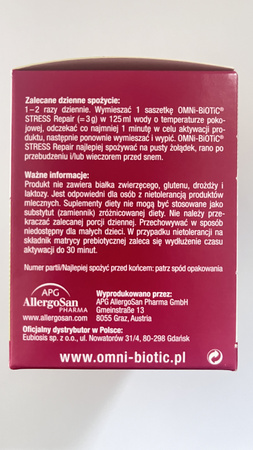 Zalecane dzienne spożycie:
1–2 razy dziennie. Wymieszać 1 saszetkę OMNi-BiOTiC®
STRESS Repair (= 3 g) w 125 ml wody o temperaturze poko-
jowej, odczekać co najmniej 1 minutę w celu aktywacji pro-
duktu, następnie ponownie wymieszać i wypić. OMNi-BiOTiC®
STRESS Repair najlepiej spożywać na pusty żołądek, rano po
przebudzeniu i/lub wieczorem przed snem.
Ważne informacje:
Produkt nie zawiera białka zwierzęcego, glutenu, drożdży i
laktozy. Jest odpowiedni dla osób z nietolerancją produktów
mlecznych. Suplementy diety nie mogą być stosowane jako
substytut (zamiennik) zróżnicowanej diety. Nie należy prze-
kraczać zalecanej porcji dziennej. Przechowywać w sposób
niedostępny dla małych dzieci. W przypadku nietolerancji na
składnik matrycy prebiotycznej zaleca się wydłużenie czasu
aktywacji do 30 minut.
Numer partii/Najlepiej spożyć przed końcem: patrz spód opakowania
APG
AllergoSan
PHARMA
www.allergosan.com
Wyprodukowano przez:
APG AllergoSan Pharma GmbH
Gmeinstraße 13
8055 Graz, Austria
Oficjalny dystrybutor w Polsce:
Eubiosis sp. z o.o., ul. Nowatorów 31/4, 80-298 Gdańsk
www.omni-biotic.pl